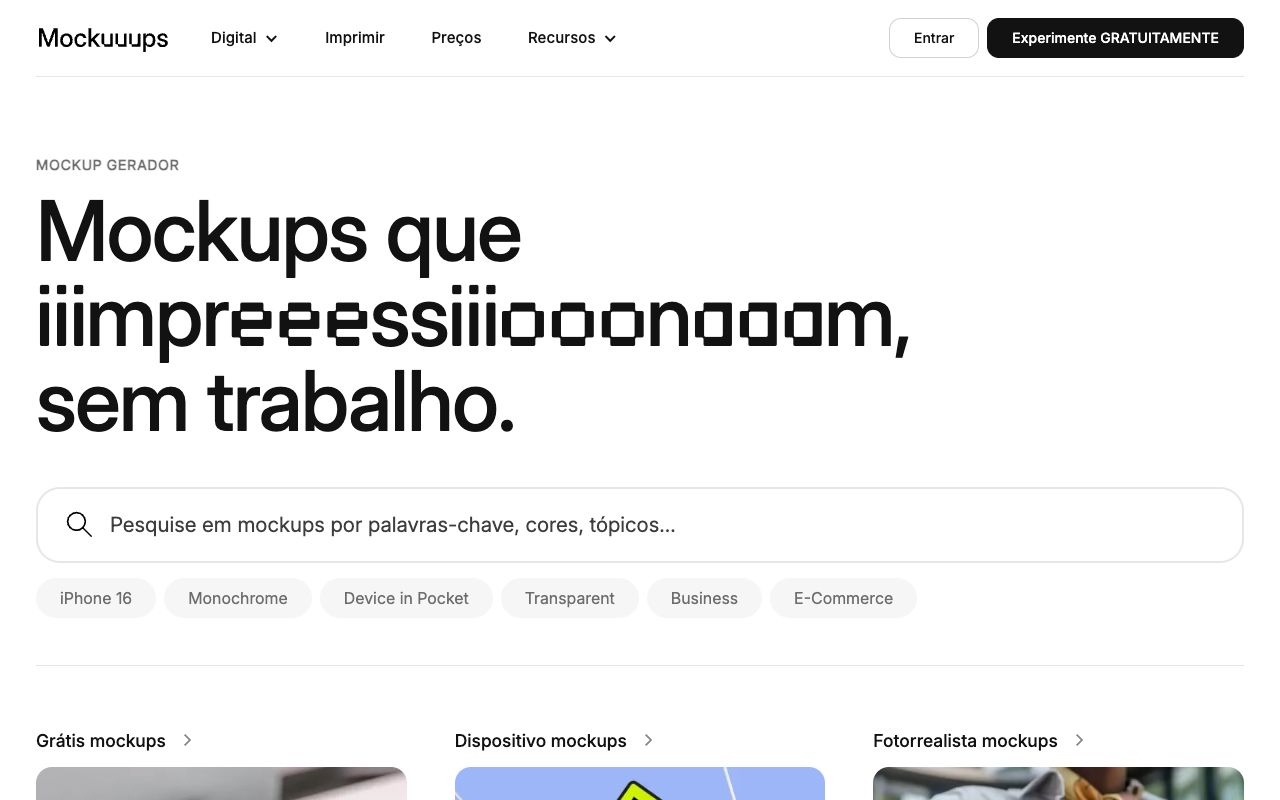 Mockuuups
Digital
Imprimir
Preços
Recursos
Entrar
Experimente GRATUITAMENTE
MOCKUP GERADOR
Mockups que
iiimpreeessiiiooonaaam,
sem trabalho.
Pesquise em mockups por palavras-chave, cores, tópicos...
iPhone 16
Monochrome
Device in Pocket
Transparent
Business
E-Commerce
Grátis mockups
Dispositivo mockups
Fotorrealista mockups